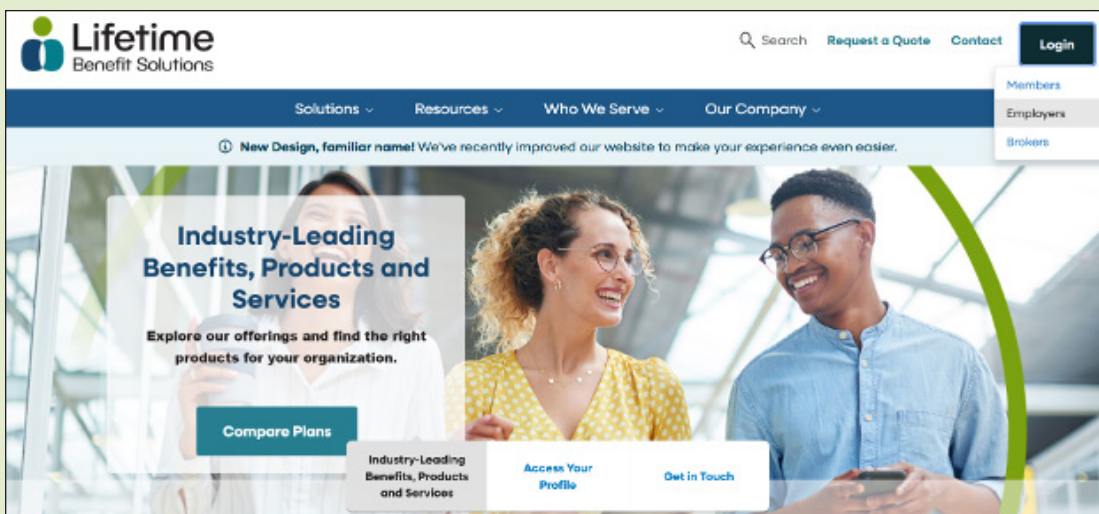 Lifetime
Benefit Solutions
Search Request a Quote Contact Login
Members
Employers
Brokers
Solutions Resources Who We Serve Our Company
New Design, familiar name! We've recently improved our website to make your experience even easier.
Industry-Leading
Benefits, Products and
Services
Explore our offerings and find the right
products for your organization.
Compare Plans
Industry-Leading
Benefits, Products
and Services
Access Your
Profile
Get in Touch